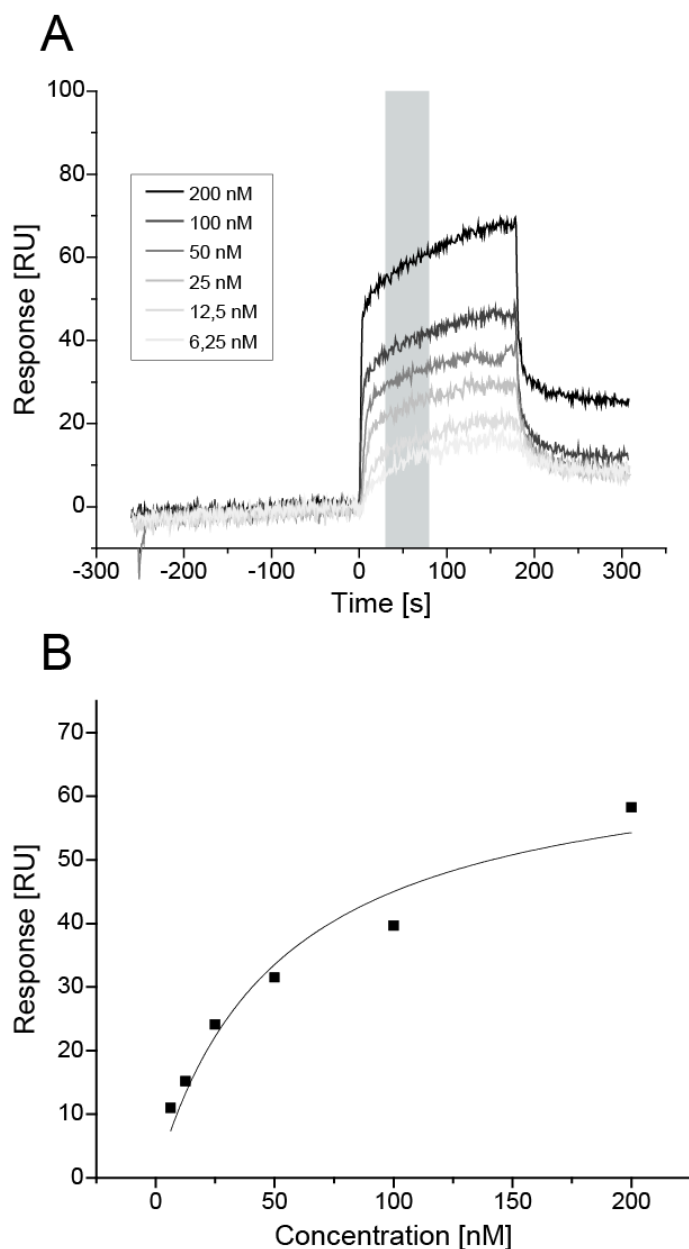 A
100
80
60
40
20
0
Response [RU]
200 nM
100 nM
50 nM
25 nM
12,5 nM
6,25 nM
-300 -200 -100 0 100 200 300
Time [s]
B
70
60
50
40
30
20
10
0
Response [RU]
0 50 100 150 200
Concentration [nM]